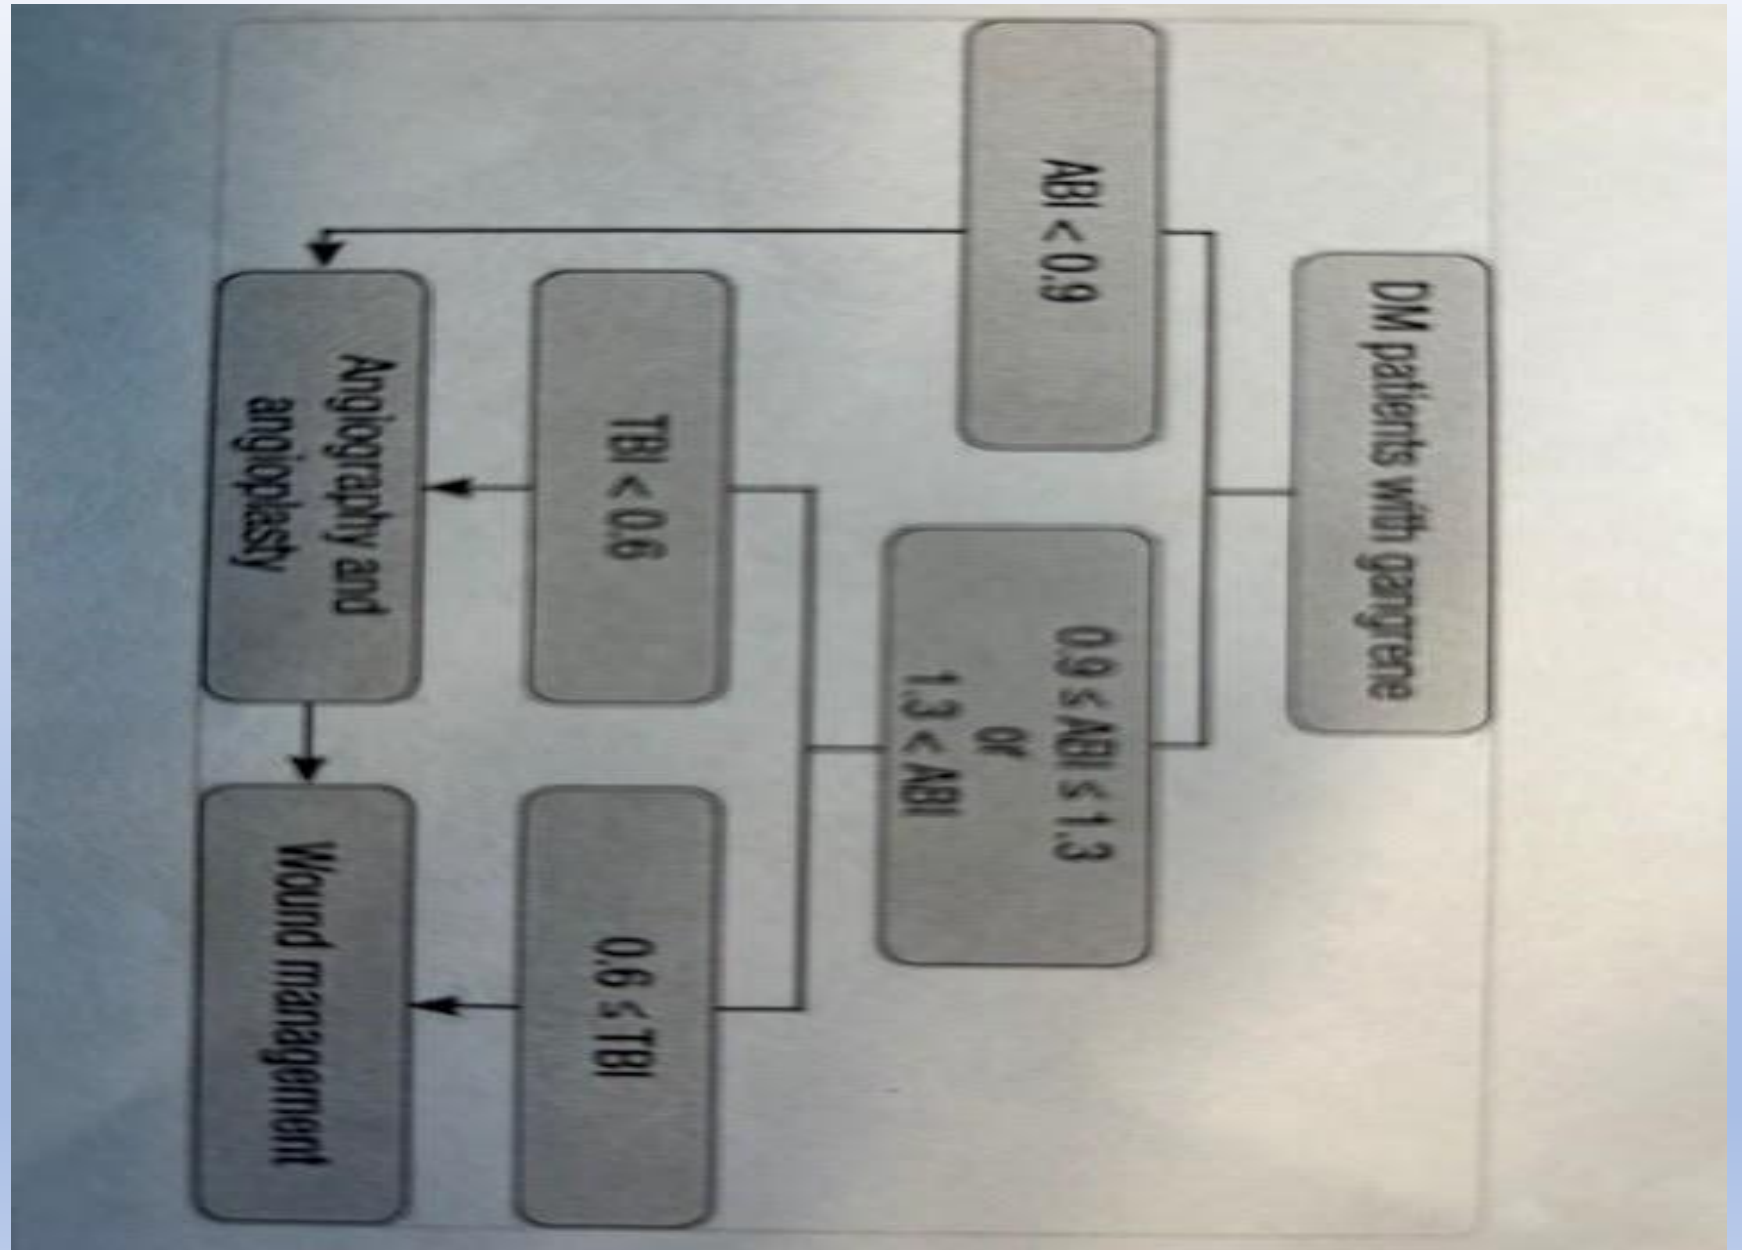 DM patients with gangrene
ABI < 0.9
0.9 ≤ ABI ≤ 1.3
or
1.3 < ABI
TBI < 0.6
0.6 ≤ TBI
Angiography and
angioplasty
Wound management